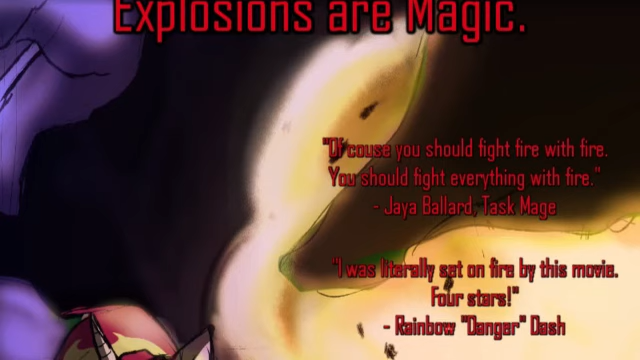 Explosions are Magic.
"Of couse you should fight fire with fire.
You should fight everything with fire."
- Jaya Ballard, Task Mage
"I was literally set on fire by this movie.
Four stars!"
- Rainbow "Danger" Dash